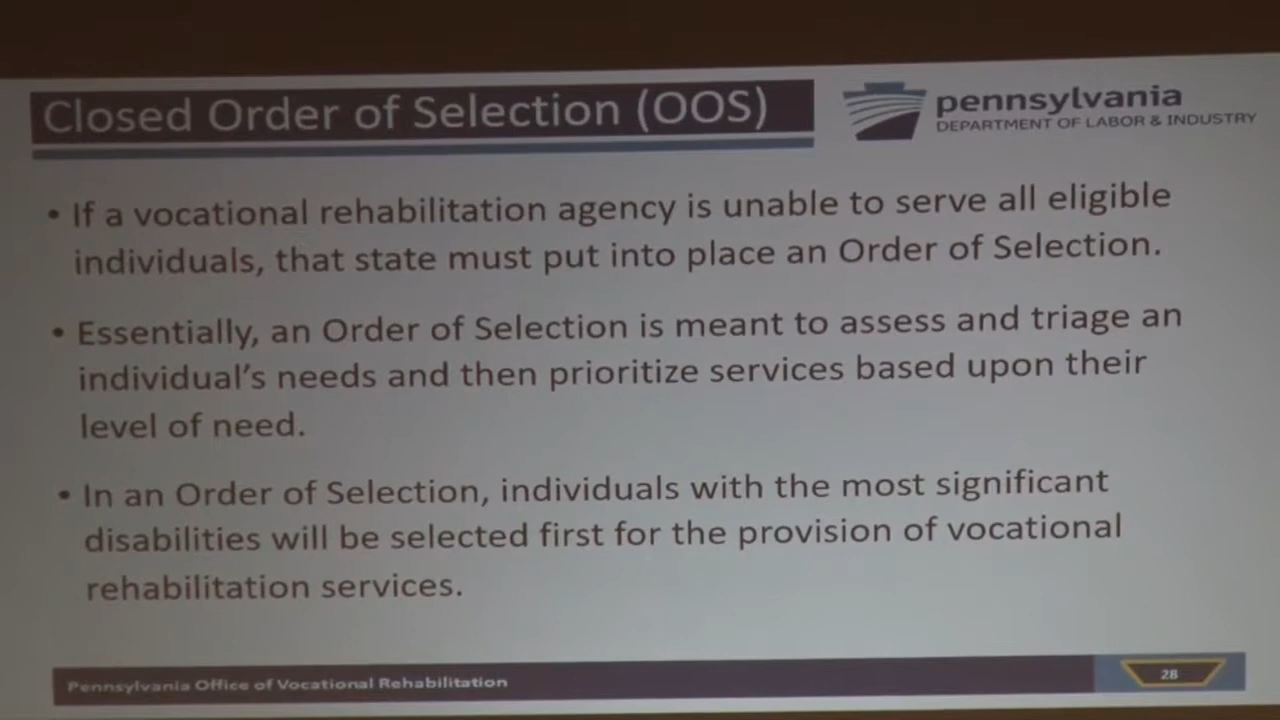 Closed Order of Selection (OOS)
pennsylvania
DEPARTMENT OF LABOR & INDUSTRY
• If a vocational rehabilitation agency is unable to serve all eligible
individuals, that state must put into place an Order of Selection.
• Essentially, an Order of Selection is meant to assess and triage an
individual's needs and then prioritize services based upon their
level of need.
• In an Order of Selection, individuals with the most significant
disabilities will be selected first for the provision of vocational
rehabilitation services.
Pennsylvania Office of Vocational Rehabilitation
28